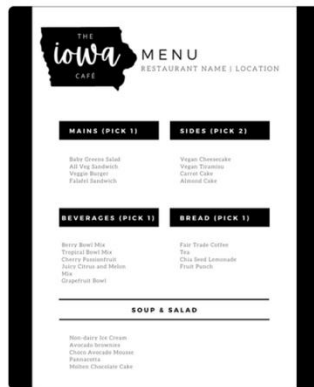 THE
iowa
CAFÉ
MENU
RESTAURANT NAME | LOCATION
MAINS (PICK 1)
Baby Greens Salad
All Veg Sandwich
Veggie Burger
Falafel Sandwich
SIDES (PICK 2)
Vegan Cheesecake
Vegan Tiramisu
Carrot Cake
Almond Cake
BEVERAGES (PICK 1)
Berry Bowl Mix
Tropical Bowl Mix
Cherry Passionfruit
Juicy Citrus and Melon
Mix
Grapefruit Bowl
BREAD (PICK 1)
Fair Trade Coffee
Tea
Chia Seed Lemonade
Fruit Punch
SOUP & SALAD
Non-dairy Ice Cream
Avocado brownies
Choco Avocado Mousse
Pannacotta
Molten Chocolate Cake